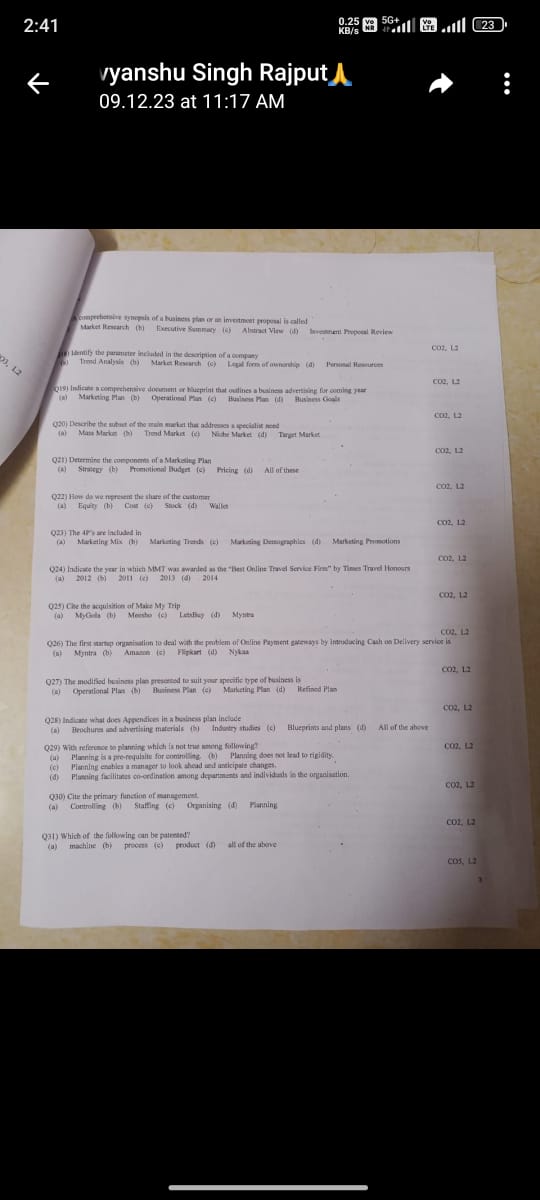 2:41
0.25 KB/s Vo NR 5G+ Vo LTE 23
vyanshu Singh Rajput🙏
09.12.23 at 11:17 AM
comprehensive synopsis of a business plan or an investment proposal is called
Market Research (b) Executive Summary (c) Abstract View (d) Investment Proposal Review
CO2, L2
Identify the parameter included in the description of a company
Trend Analysis (b) Market Research (c) Legal form of ownership (d) Personal Resources
CO2, L2
Q19) Indicate a comprehensive document or blueprint that outlines a business advertising for coming year
(a) Marketing Plan (b) Operational Plan (c) Business Plan (d) Business Goals
CO2, L2
Q20) Describe the subset of the main market that addresses a specialist need
(a) Mass Market (b) Trend Market (c) Niche Market (d) Target Market
CO2, L2
Q21) Determine the components of a Marketing Plan
(a) Strategy (b) Promotional Budget (c) Pricing (d) All of these
CO2, L2
Q22) How do we represent the share of the customer
(a) Equity (b) Cost (c) Stock (d) Wallet
CO2, L2
Q23) The 4P's are included in
(a) Marketing Mix (b) Marketing Trends (c) Marketing Demographics (d) Marketing Promotions
CO2, L2
Q24) Indicate the year in which MMT was awarded as the "Best Online Travel Service Firm" by Times Travel Honours
(a) 2012 (b) 2011 (c) 2013 (d) 2014
CO2, L2
Q25) Cite the acquisition of Make My Trip
(a) MyGola (b) Meesho (c) LetsBuy (d) Myntra
CO2, L2
Q26) The first startup organisation to deal with the problem of Online Payment gateways by introducing Cash on Delivery service is
(a) Myntra (b) Amazon (c) Flipkart (d) Nykaa
CO2, L2
Q27) The modified business plan presented to suit your specific type of business is
(a) Operational Plan (b) Business Plan (c) Marketing Plan (d) Refined Plan
CO2, L2
Q28) Indicate what does Appendices in a business plan include
(a) Brochures and advertising materials (b) Industry studies (c) Blueprints and plans (d) All of the above
CO2, L2
Q29) With reference to planning which is not true among following?
(a) Planning is a pre-requisite for controlling. (b) Planning does not lead to rigidity.
(c) Planning enables a manager to look ahead and anticipate changes.
(d) Planning facilitates co-ordination among departments and individuals in the organisation.
CO2, L2
Q30) Cite the primary function of management.
(a) Controlling (b) Staffing (c) Organising (d) Planning
CO2, L2
Q31) Which of the following can be patented?
(a) machine (b) process (c) product (d) all of the above
CO5, L2
3